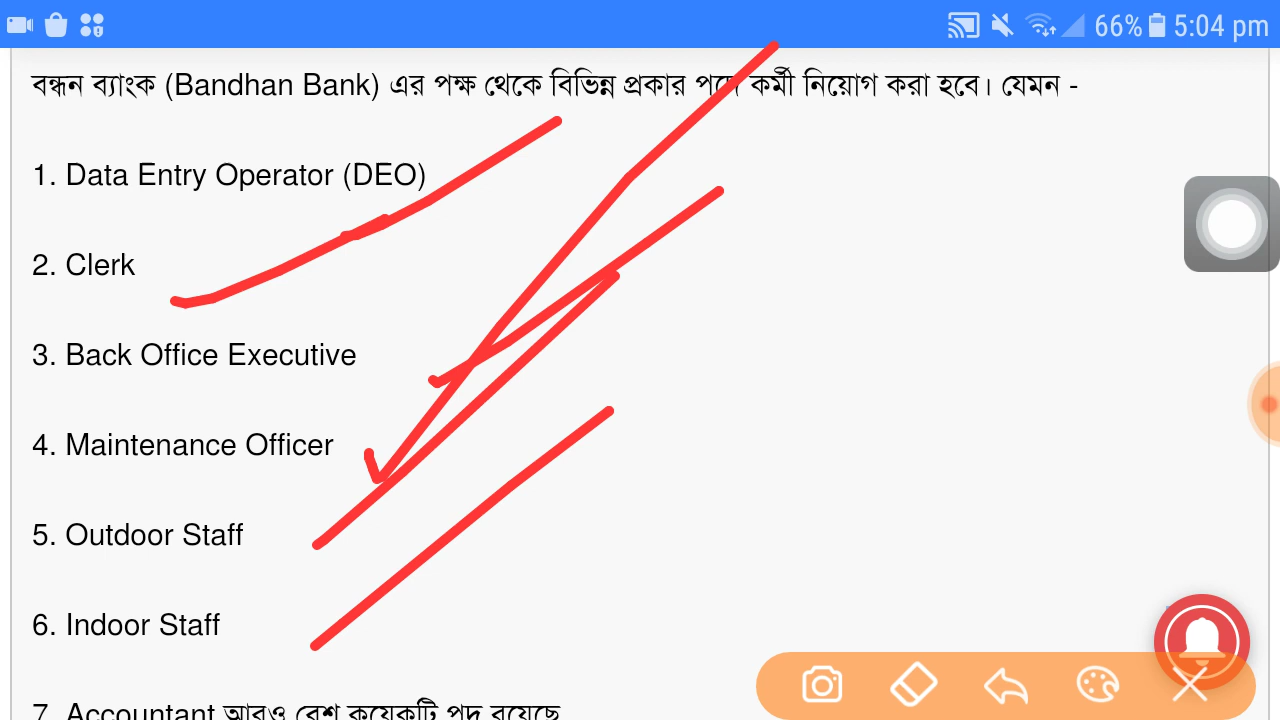 66% 5:04 pm
বন্ধন ব্যাংক (Bandhan Bank) এর পক্ষ থেকে বিভিন্ন প্রকার পদে কর্মী নিয়োগ করা হবে। যেমন -
1. Data Entry Operator (DEO)
2. Clerk
3. Back Office Executive
4. Maintenance Officer
5. Outdoor Staff
6. Indoor Staff
7. Accountant আরও বেশ কয়েকটি পদ রয়েছে